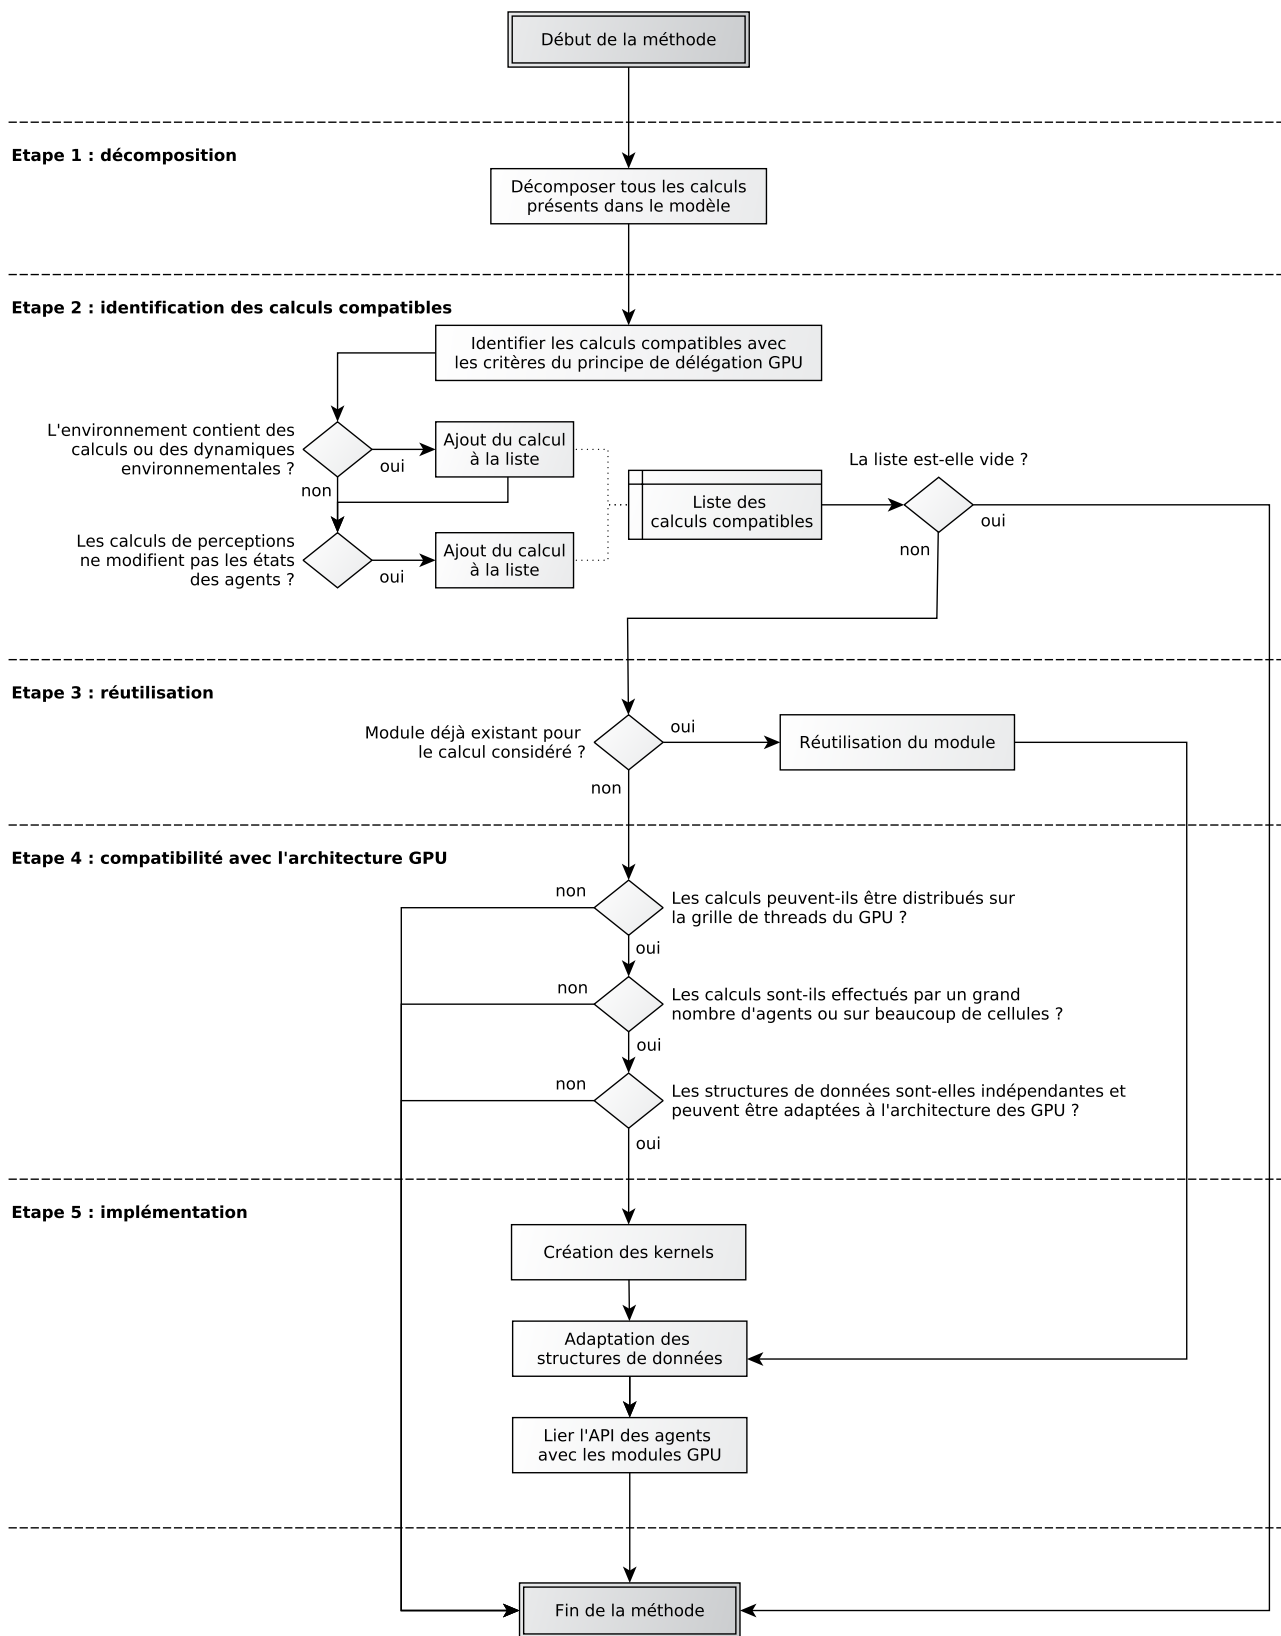 Début de la méthode
Etape 1 : décomposition
Décomposer tous les calculs
présents dans le modèle
Etape 2 : identification des calculs compatibles
Identifier les calculs compatibles avec
les critères du principe de délégation GPU
L'environnement contient des
calculs ou des dynamiques
environnementales ?
oui
non
Ajout du calcul
à la liste
Les calculs de perceptions
ne modifient pas les états
des agents ?
oui
Ajout du calcul
à la liste
Liste des
calculs compatibles
La liste est-elle vide ?
oui
non
Etape 3 : réutilisation
Module déjà existant pour
le calcul considéré ?
oui
non
Réutilisation du module
Etape 4 : compatibilité avec l'architecture GPU
non
Les calculs peuvent-ils être distribués sur
la grille de threads du GPU ?
oui
non
Les calculs sont-ils effectués par un grand
nombre d'agents ou sur beaucoup de cellules ?
oui
non
Les structures de données sont-elles indépendantes et
peuvent être adaptées à l'architecture des GPU ?
oui
Etape 5 : implémentation
Création des kernels
Adaptation des
structures de données
Lier l'API des agents
avec les modules GPU
Fin de la méthode